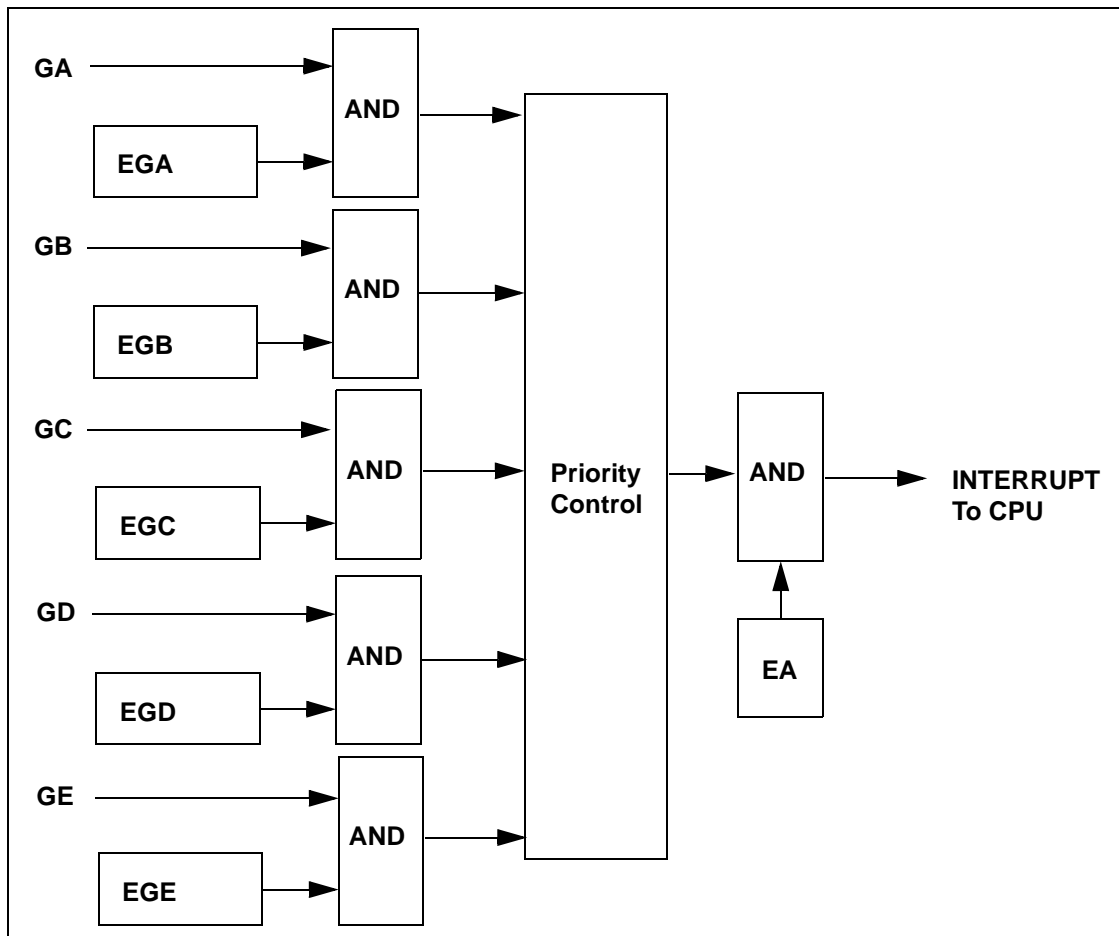 GA
AND
EGA
GB
AND
EGB
GC
AND
EGC
GD
AND
EGD
GE
AND
EGE
Priority
Control
AND
EA
INTERRUPT
To CPU